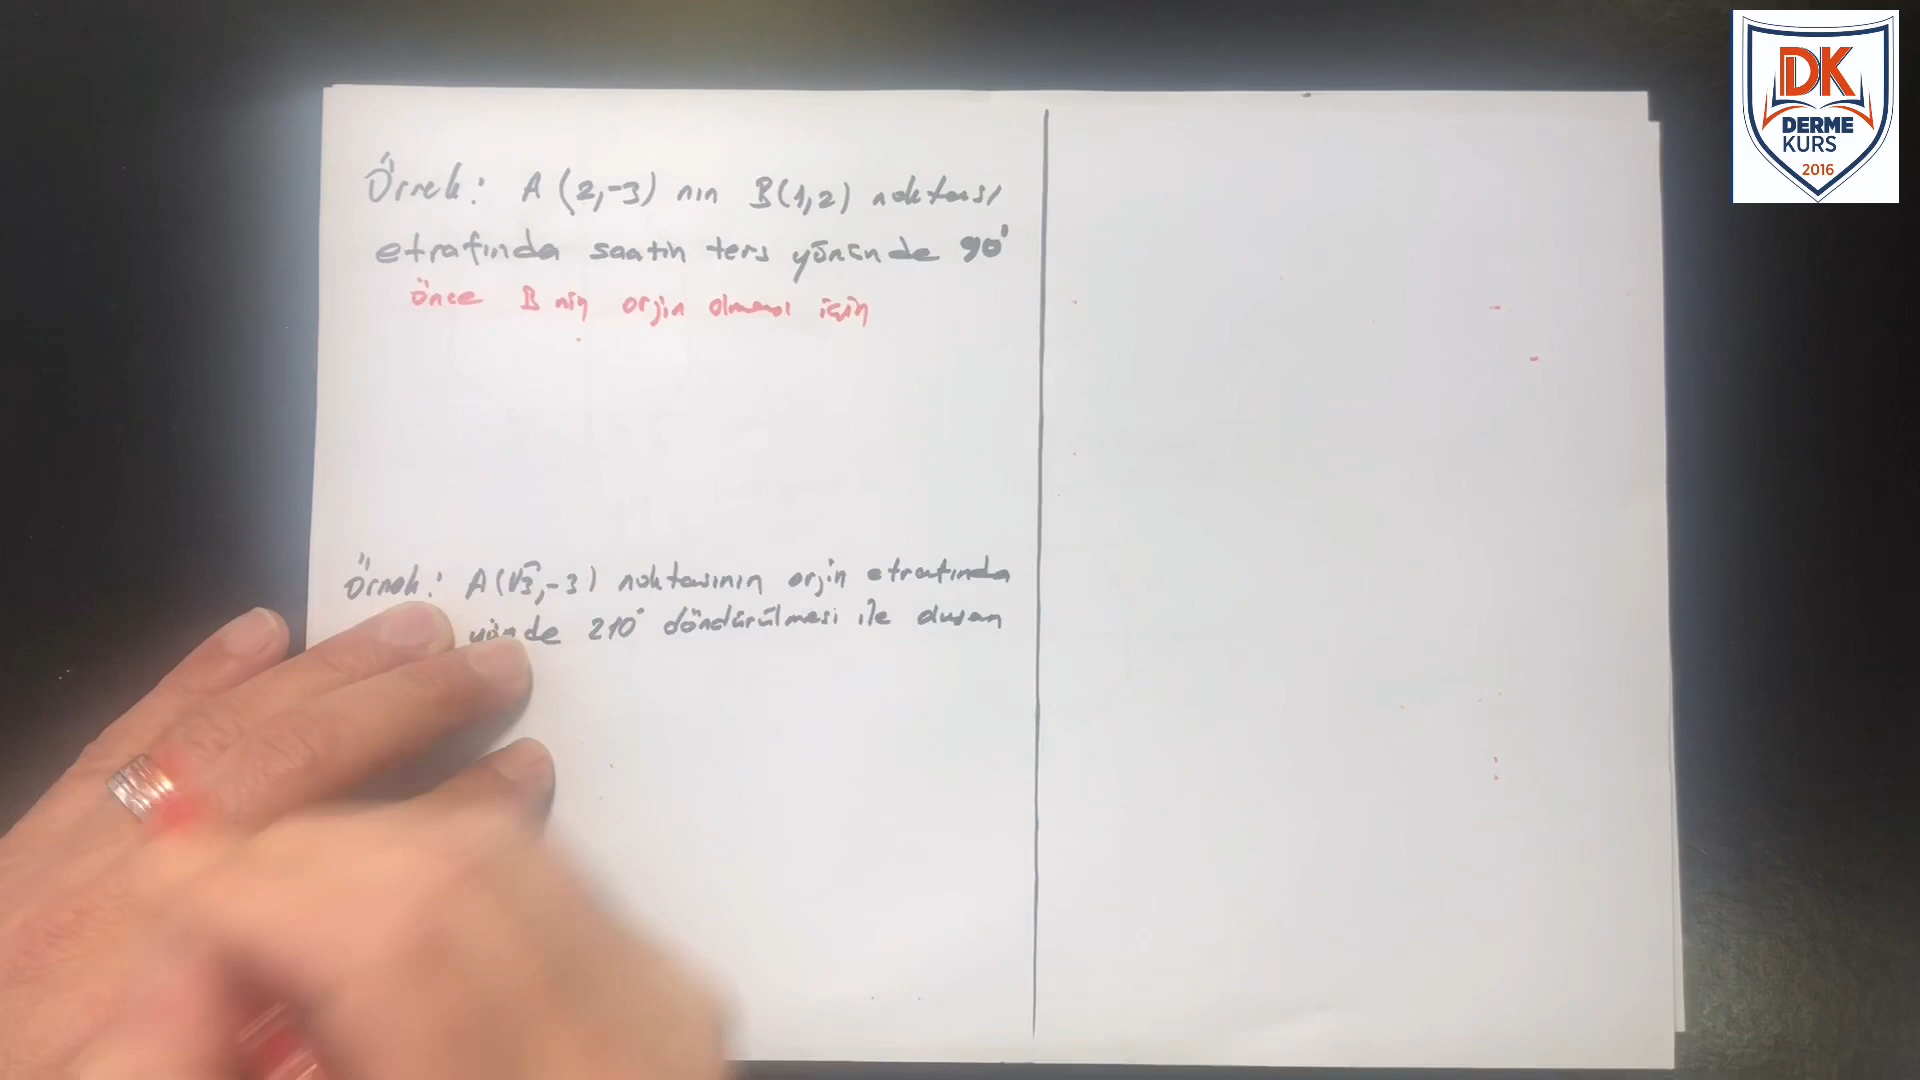 Örnek: A(2,-3) nın B(1,2) noktası
etrafında saatin ters yönünde 90°
önce B nin orjin olması için
Örnek: A(√3,-3) noktasının orjin etrafında
yönde 210° döndürülmesi ile oluşan
DK
DERME
KURS
2016